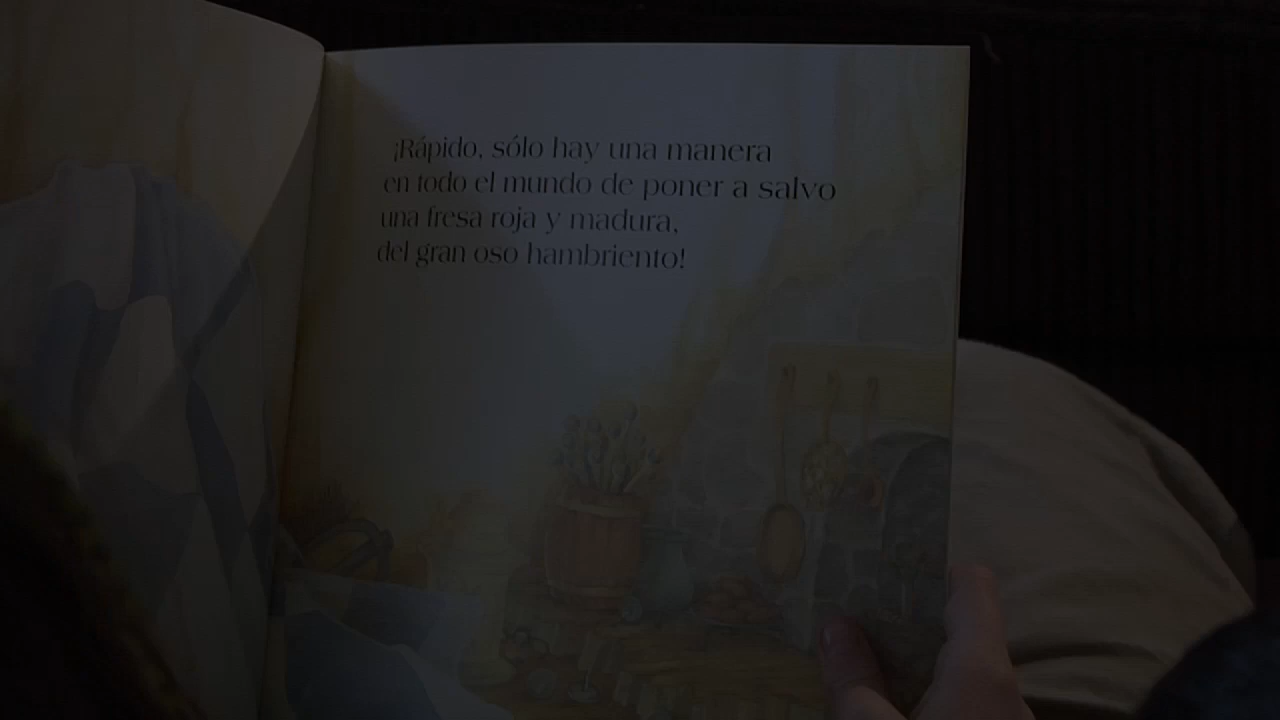 ¡Rápido, sólo hay una manera
en todo el mundo de poner a salvo
una fresa roja y madura,
del gran oso hambriento!